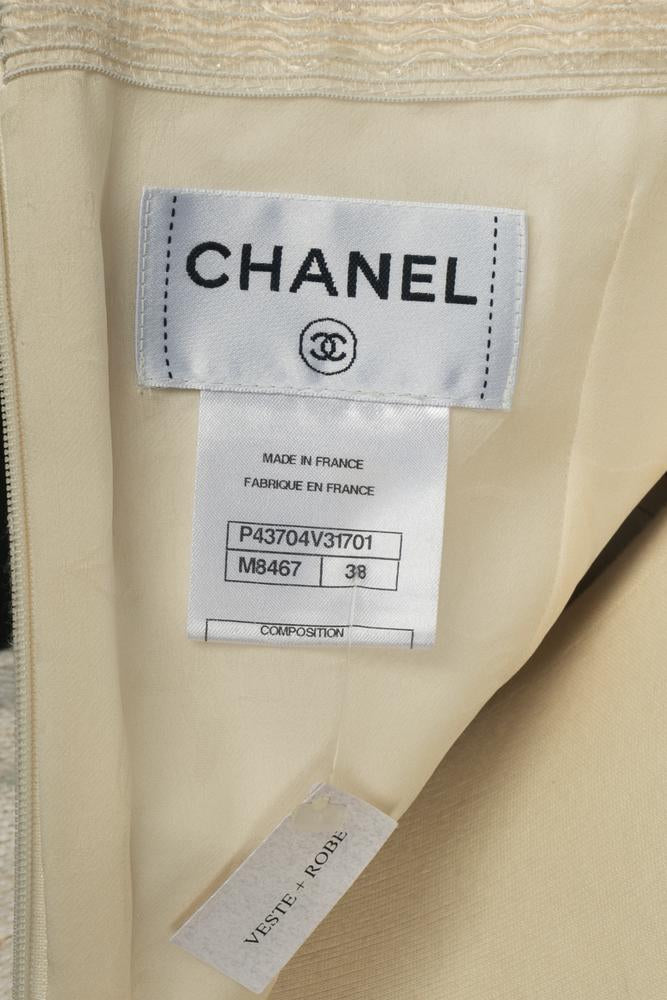 CHANEL
MADE IN FRANCE
FABRIQUE EN FRANCE
P43704V31701
M8467 38
COMPOSITION
VESTE + ROBE